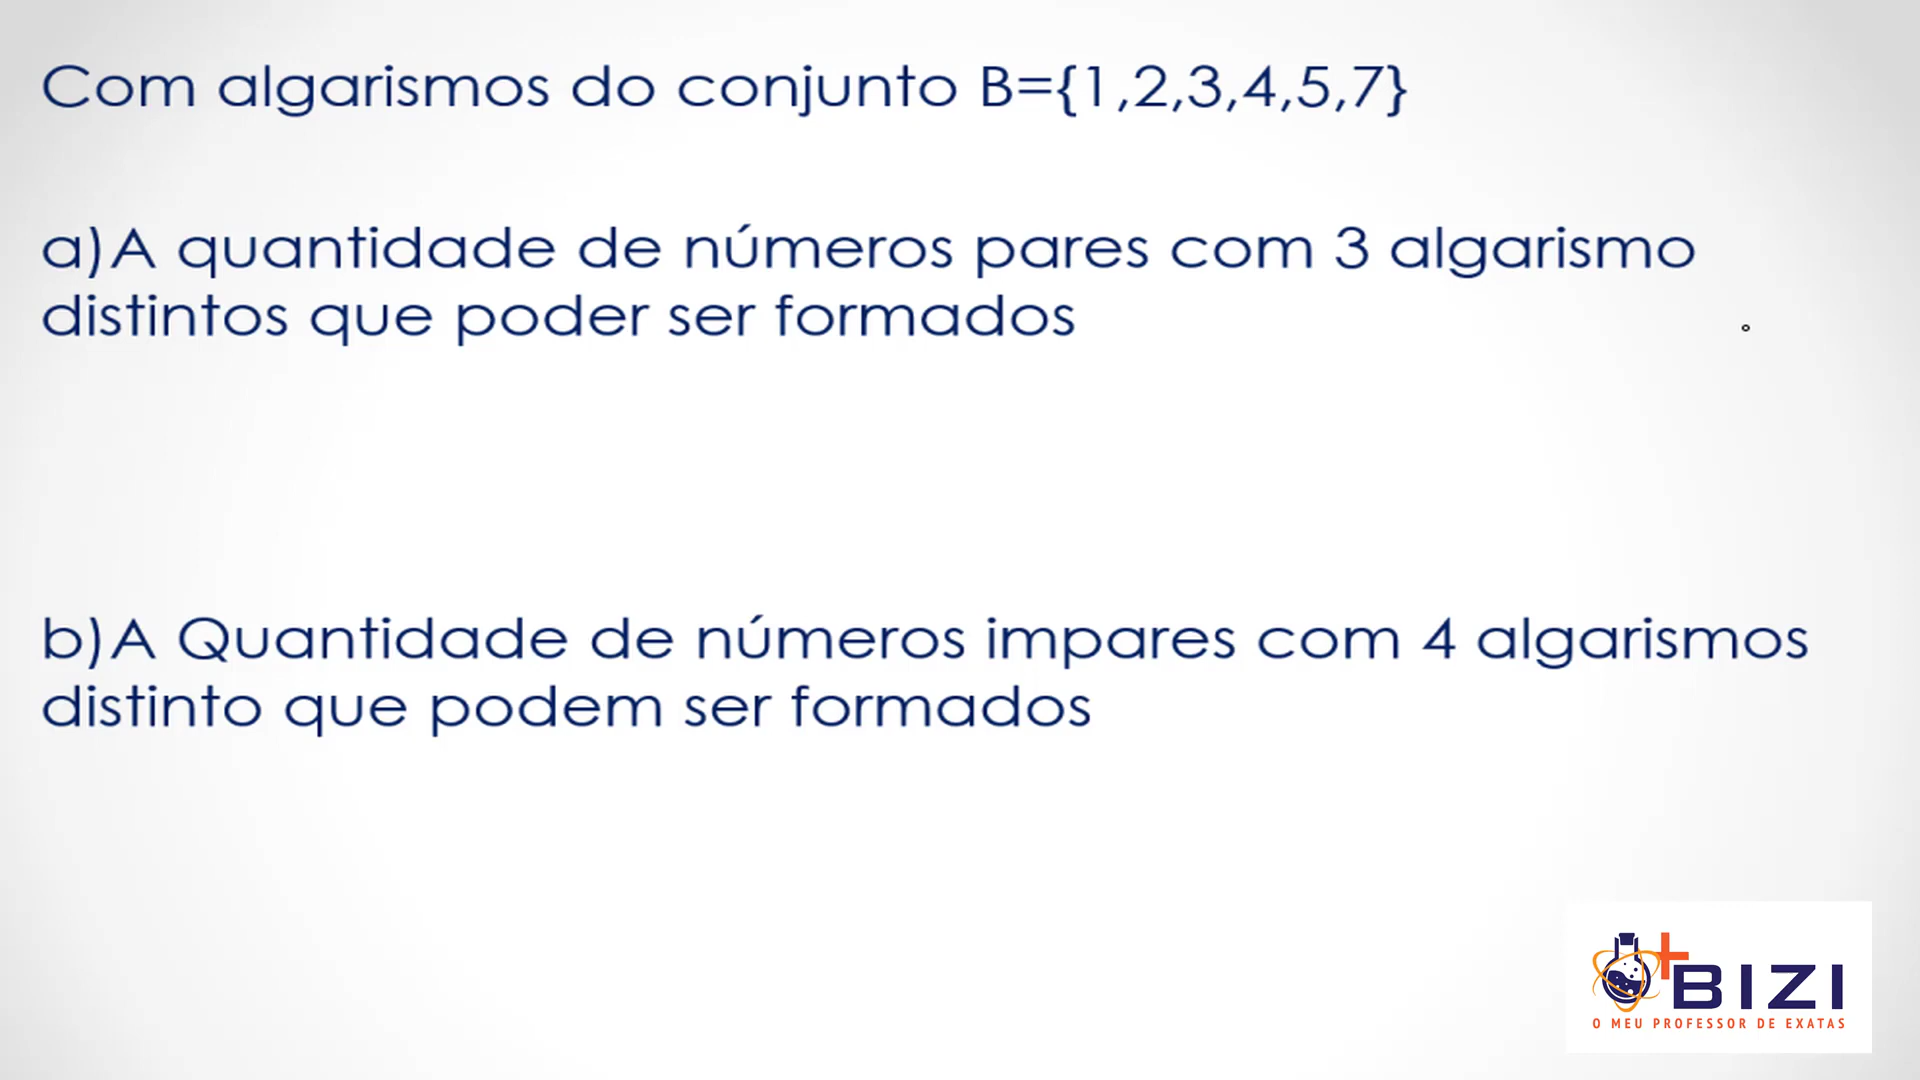 Com algarismos do conjunto B={1,2,3,4,5,7}
a)A quantidade de números pares com 3 algarismo
distintos que poder ser formados
b)A Quantidade de números impares com 4 algarismos
distinto que podem ser formados
+BIZI
O MEU PROFESSOR DE EXATAS